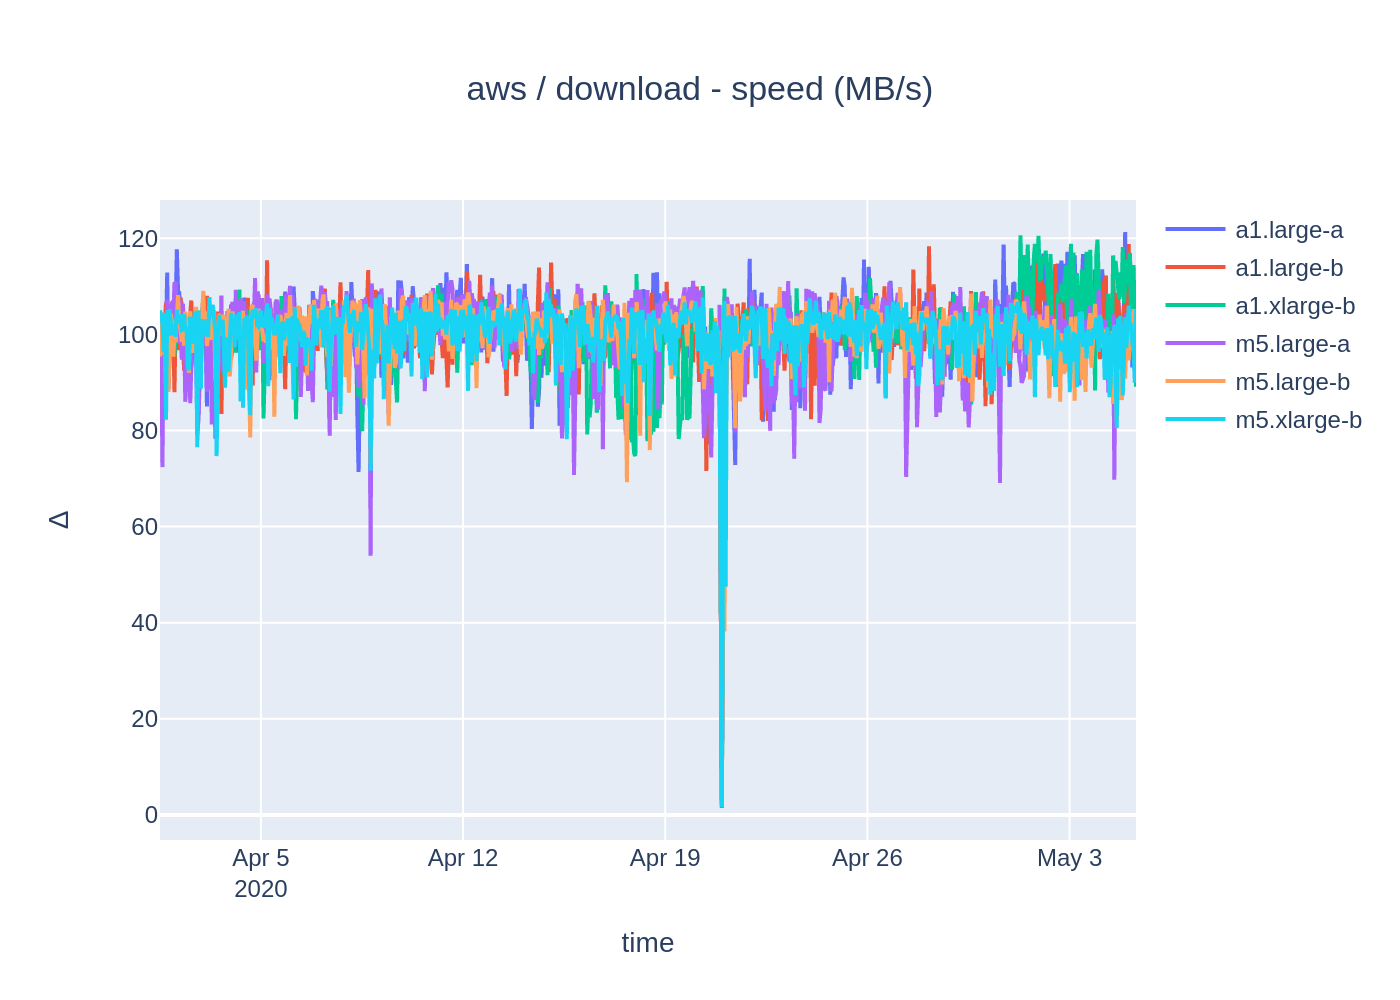 aws / download - speed (MB/s)
120
100
80
60
40
20
0
Δ
Apr 5
2020
Apr 12
Apr 19
Apr 26
May 3
time
a1.large-a
a1.large-b
a1.xlarge-b
m5.large-a
m5.large-b
m5.xlarge-b